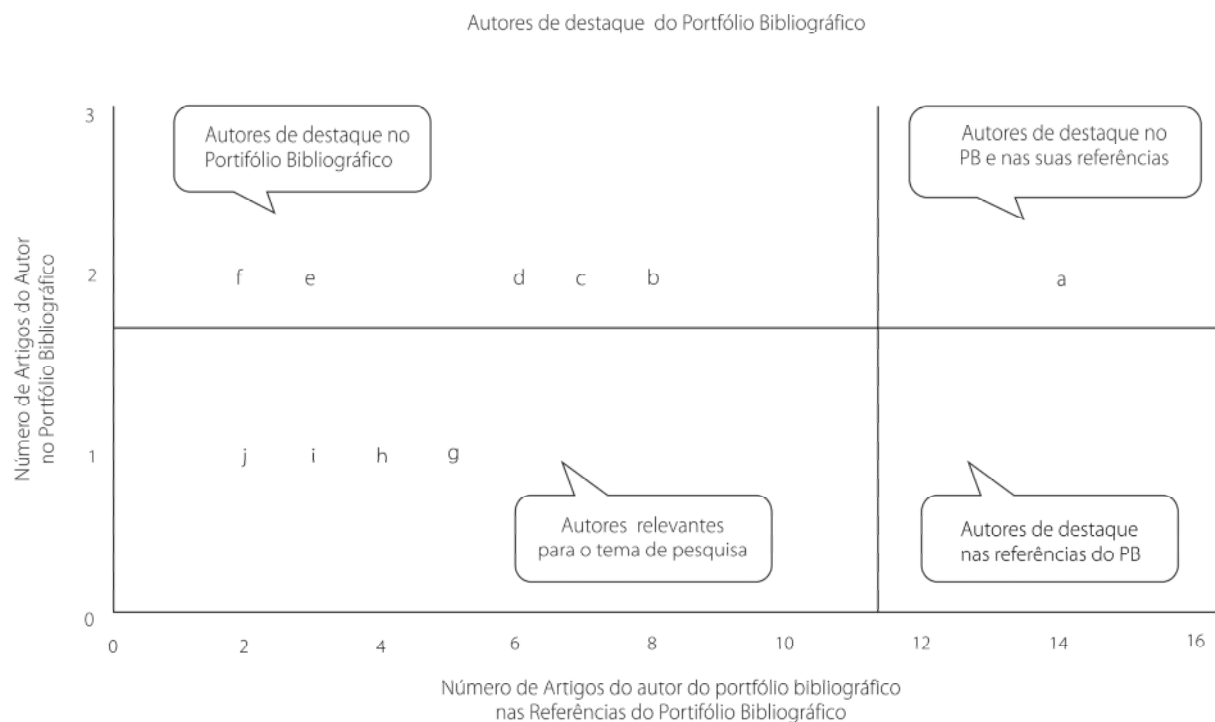 Autores de destaque do Portfólio Bibliográfico
3
Autores de destaque no
Portifólio Bibliográfico
Autores de destaque no
PB e nas suas referências
Número de Artigos do Autor
no Portfólio Bibliográfico
2
f e d c b a
1
j i h g
Autores relevantes
para o tema de pesquisa
Autores de destaque
nas referências do PB
0
0 2 4 6 8 10 12 14 16
Número de Artigos do autor do portfólio bibliográfico
nas Referências do Portifólio Bibliográfico